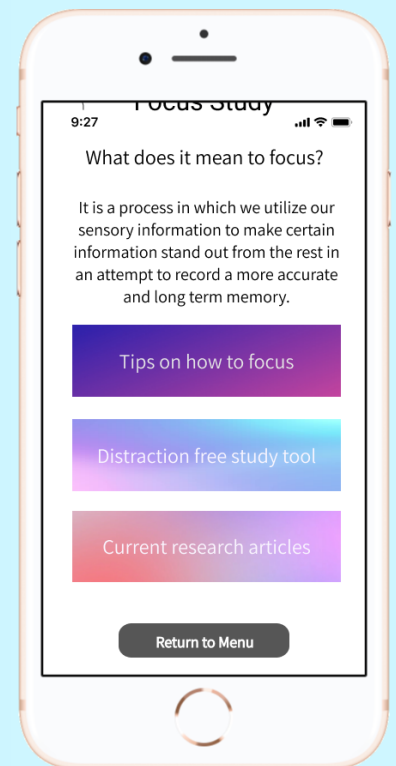 Focus Study
9:27
What does it mean to focus?
It is a process in which we utilize our
sensory information to make certain
information stand out from the rest in
an attempt to record a more accurate
and long term memory.
Tips on how to focus
Distraction free study tool
Current research articles
Return to Menu